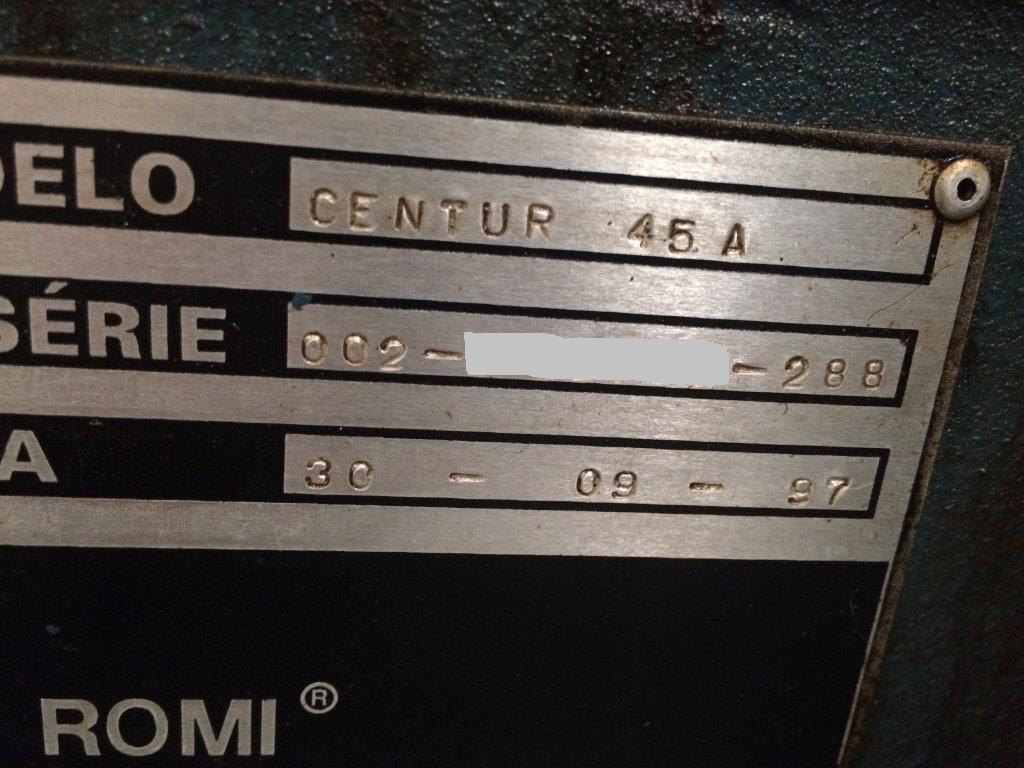 DELO CENTUR 45 A
SÉRIE 002- -288
A 30 - 09 - 97
ROMI ®